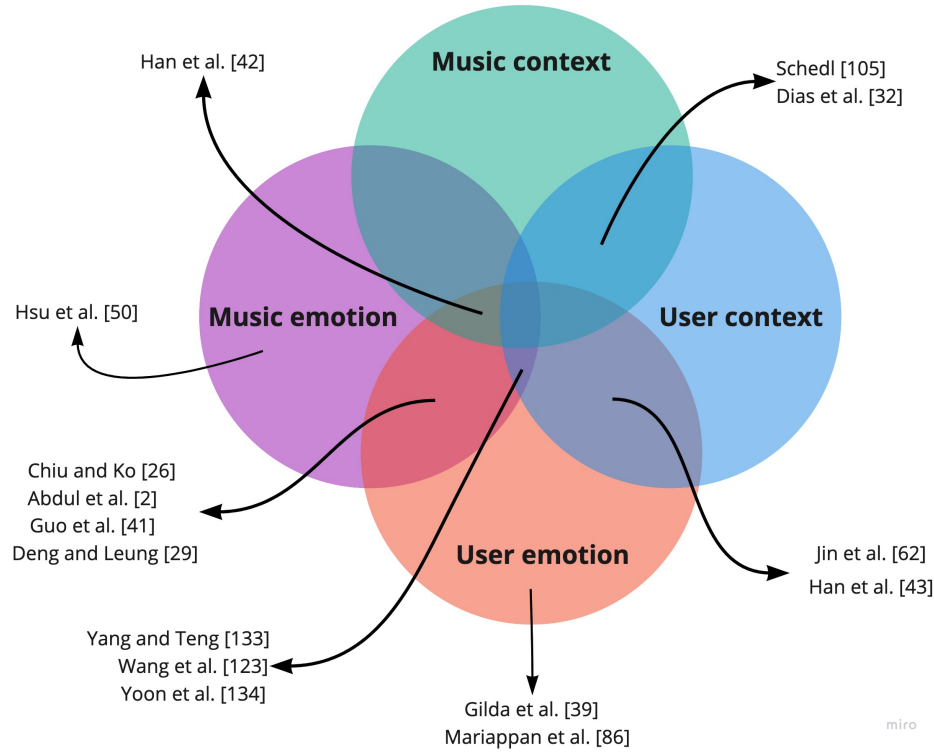 Music context
Han et al. [42]
Schedl [105]
Dias et al. [32]
Hsu et al. [50]
Music emotion
User context
Chiu and Ko [26]
Abdul et al. [2]
Guo et al. [41]
Deng and Leung [29]
User emotion
Jin et al. [62]
Han et al. [43]
Yang and Teng [133]
Wang et al. [123]
Yoon et al. [134]
Gilda et al. [39]
Mariappan et al. [86]
miro